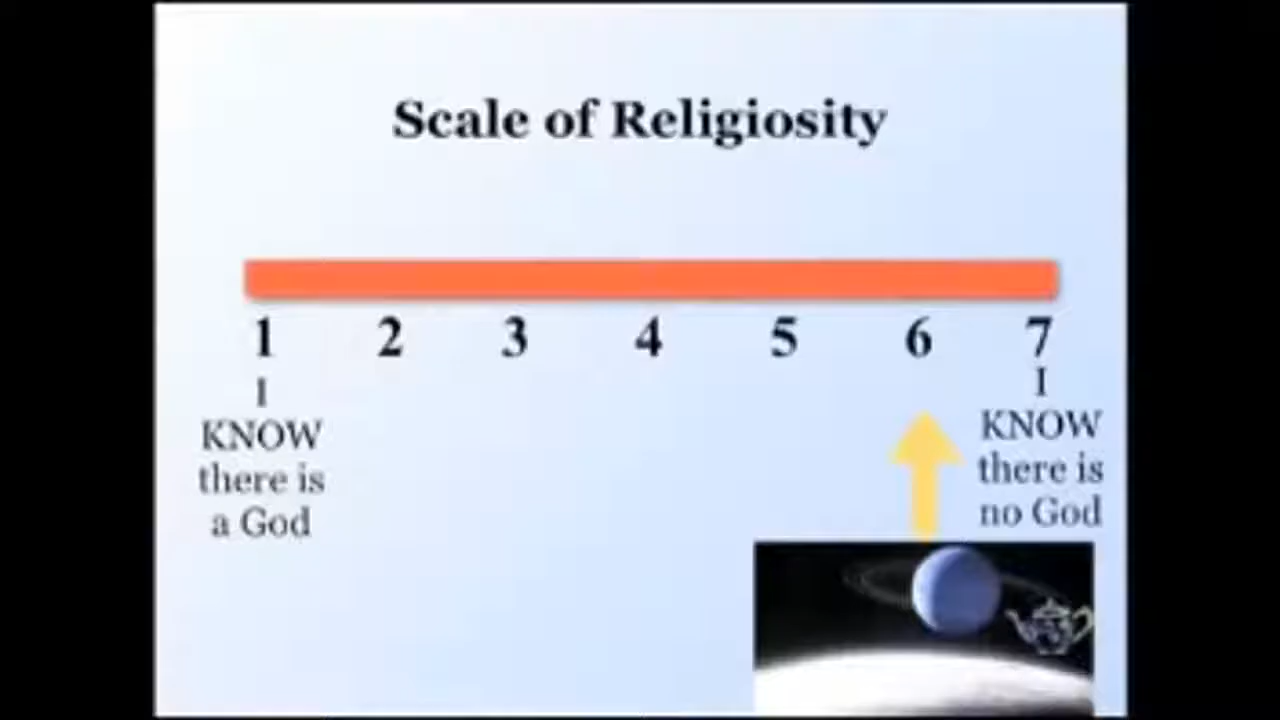 Scale of Religiosity
1 2 3 4 5 6 7
I
KNOW
there is
a God
I
KNOW
there is
no God